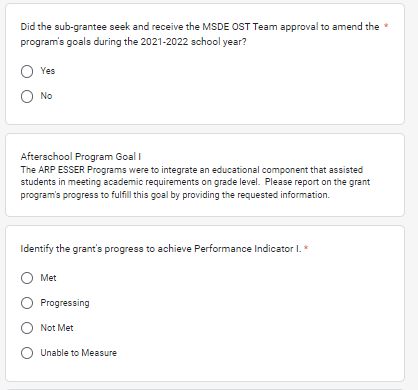 Did the sub-grantee seek and receive the MSDE OST Team approval to amend the *
program's goals during the 2021-2022 school year?
Yes
No
Afterschool Program Goal I
The ARP ESSER Programs were to integrate an educational component that assisted
students in meeting academic requirements on grade level. Please report on the grant
program's progress to fulfill this goal by providing the requested information.
Identify the grant's progress to achieve Performance Indicator I. *
Met
Progressing
Not Met
Unable to Measure